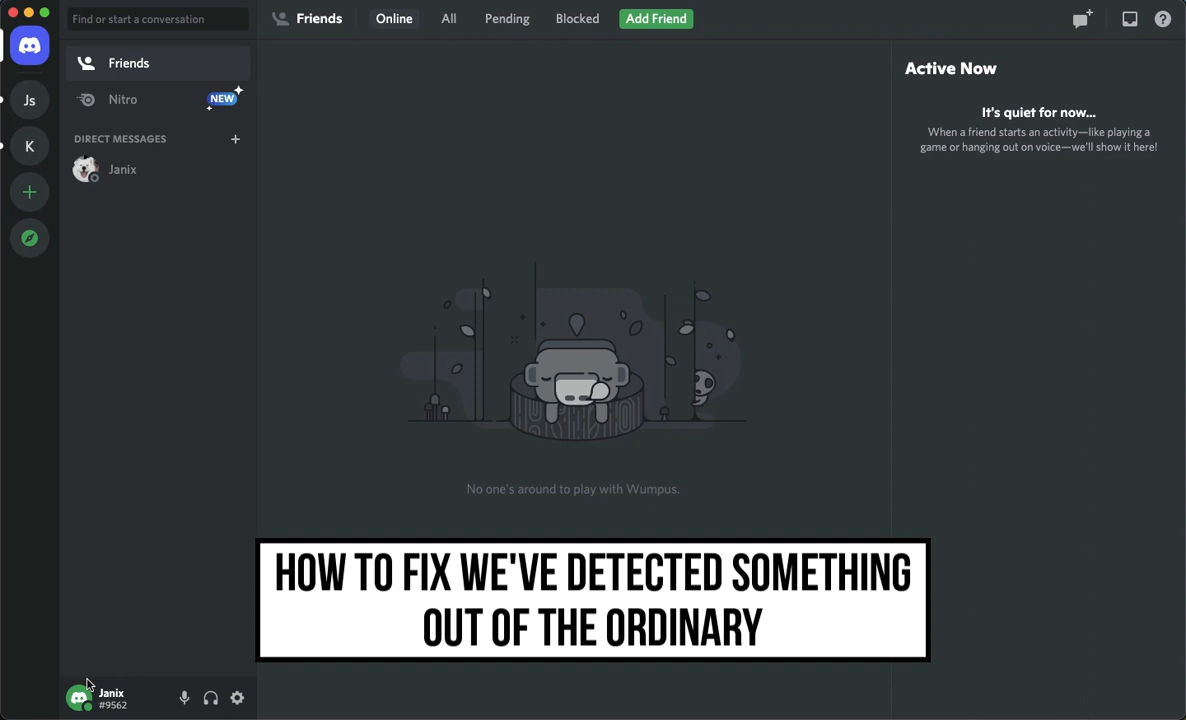 Find or start a conversation
Friends
Online
All
Pending
Blocked
Add Friend
Friends
Nitro
NEW
DIRECT MESSAGES
Janix
Js
K
Active Now
It's quiet for now...
When a friend starts an activity—like playing a
game or hanging out on voice—we'll show it here!
No one's around to play with Wumpus.
HOW TO FIX WE'VE DETECTED SOMETHING
OUT OF THE ORDINARY
Janix
#9562